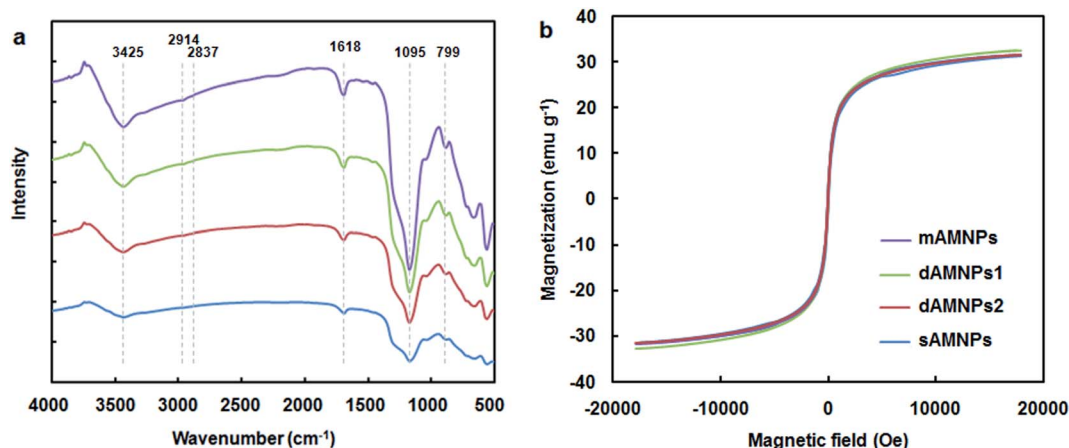 a
3425
2914
2837
1618
1095
799
Intensity
4000 3500 3000 2500 2000 1500 1000 500
Wavenumber (cm-1)
b
40
30
20
10
0
-10
-20
-30
-40
Magnetization (emu g-1)
mAMNPs
dAMNPs1
dAMNPs2
sAMNPs
-20000 -10000 0 10000 20000
Magnetic field (Oe)